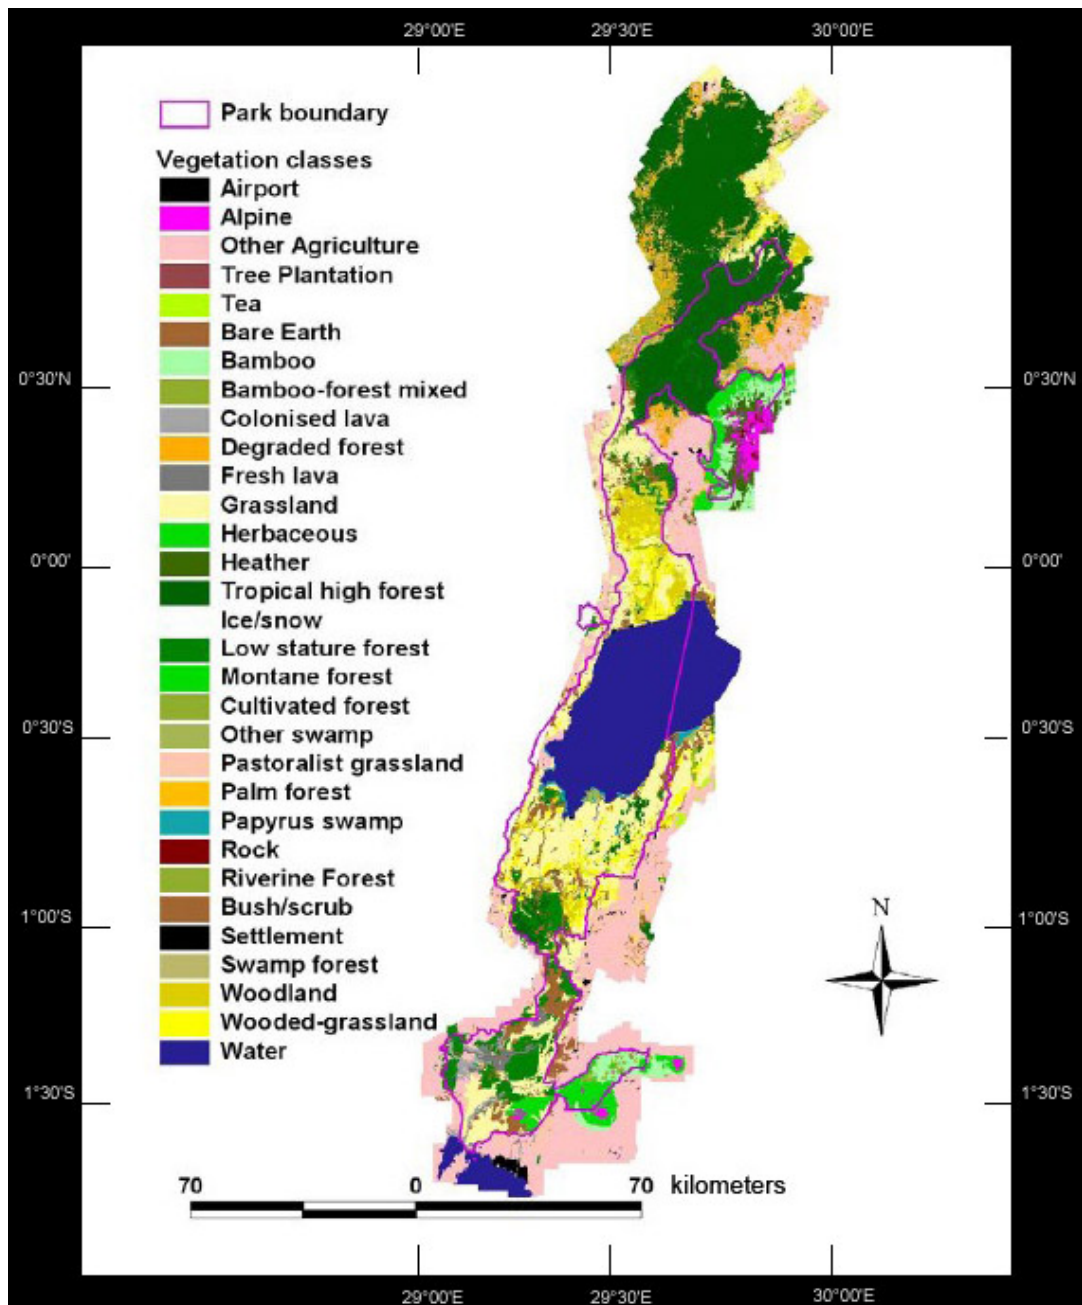 29°00'E 29°30'E 30°00'E
Park boundary
Vegetation classes
Airport
Alpine
Other Agriculture
Tree Plantation
Tea
Bare Earth
Bamboo
0°30'N 0°30'N
Bamboo-forest mixed
Colonised lava
Degraded forest
Fresh lava
Grassland
Herbaceous
0°00' 0°00'
Heather
Tropical high forest
Ice/snow
Low stature forest
Montane forest
Cultivated forest
0°30'S 0°30'S
Other swamp
Pastoralist grassland
Palm forest
Papyrus swamp
Rock
Riverine Forest
Bush/scrub
N
1°00'S 1°00'S
Settlement
Swamp forest
Woodland
Wooded-grassland
Water
1°30'S 1°30'S
70 0 70 kilometers
29°00'E 29°30'E 30°00'E